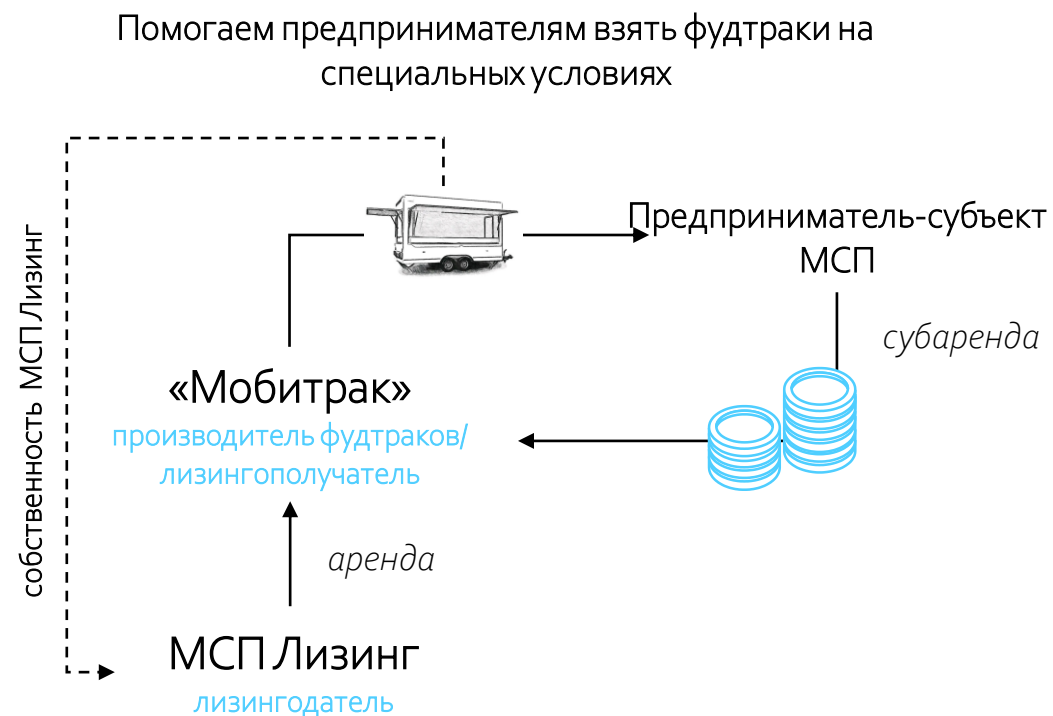 Помогаем предпринимателям взять фудтраки на
специальных условиях
Предприниматель-субъект
МСП
субаренда
«Мобитрак»
производитель фудтраков/
лизингополучатель
аренда
собственность МСП Лизинг
МСП Лизинг
лизингодатель